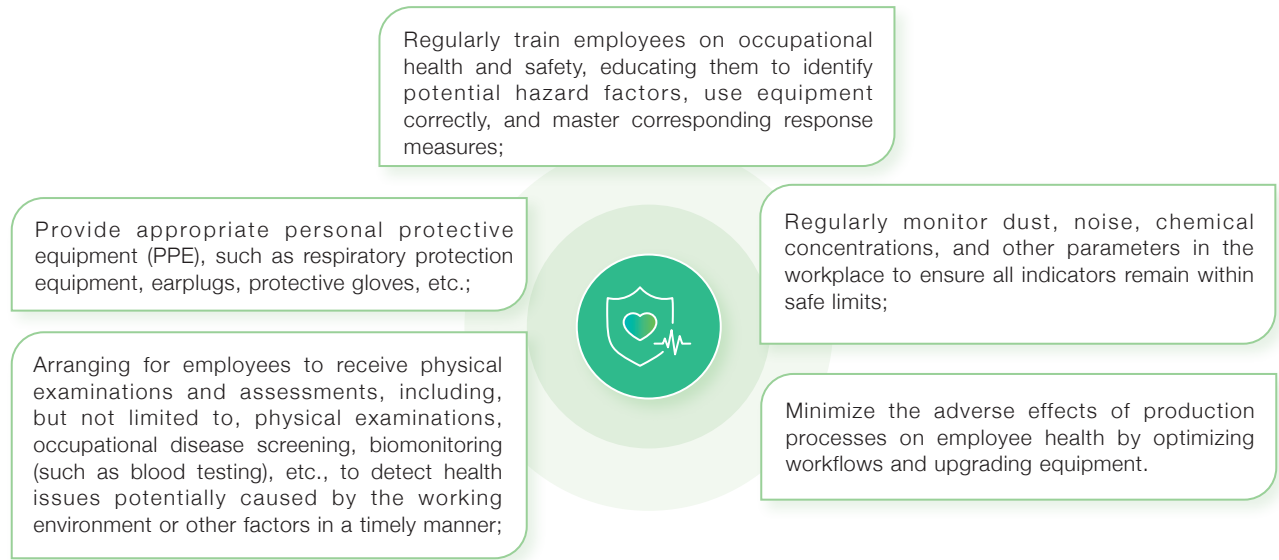 Regularly train employees on occupational
health and safety, educating them to identify
potential hazard factors, use equipment
correctly, and master corresponding response
measures;
Provide appropriate personal protective
equipment (PPE), such as respiratory protection
equipment, earplugs, protective gloves, etc.;
Regularly monitor dust, noise, chemical
concentrations, and other parameters in the
workplace to ensure all indicators remain within
safe limits;
Arranging for employees to receive physical
examinations and assessments, including,
but not limited to, physical examinations,
occupational disease screening, biomonitoring
(such as blood testing), etc., to detect health
issues potentially caused by the working
environment or other factors in a timely manner;
Minimize the adverse effects of production
processes on employee health by optimizing
workflows and upgrading equipment.